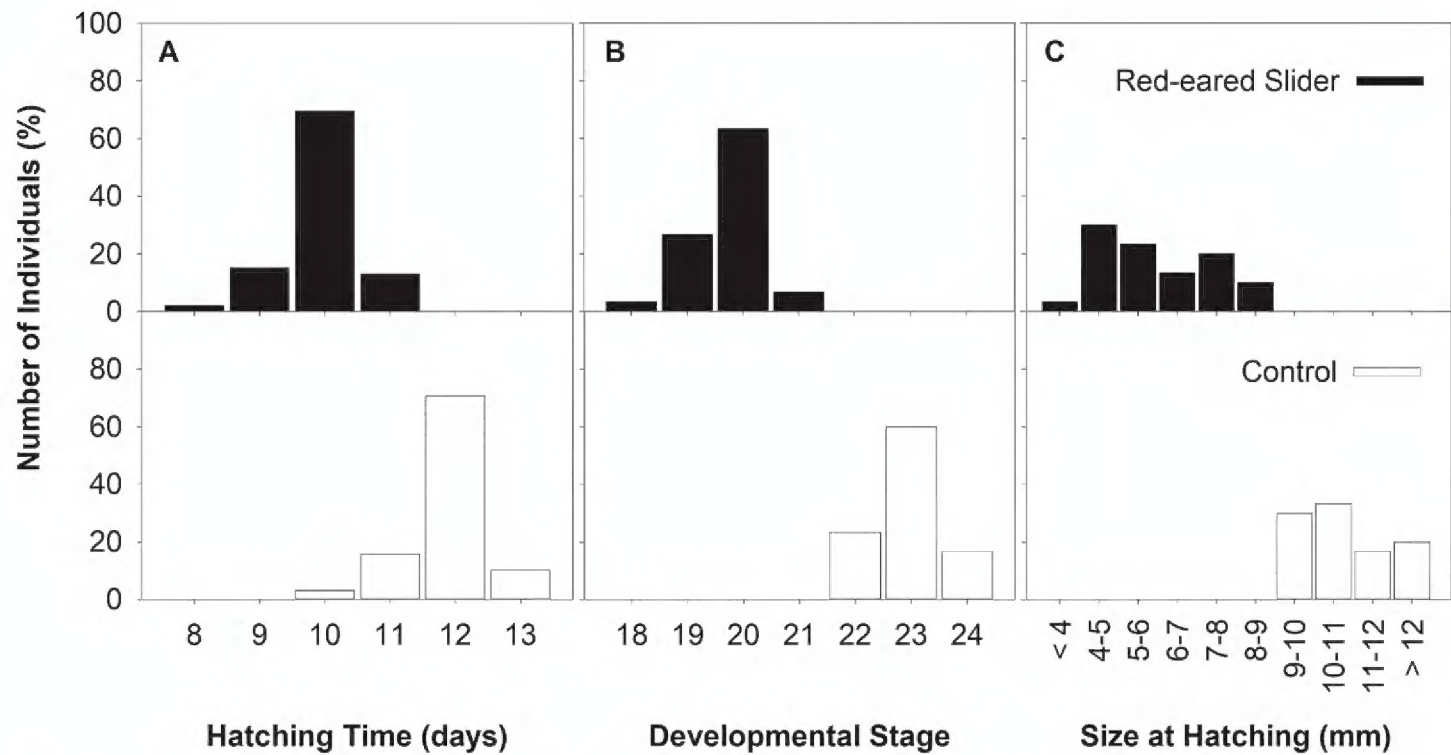 Number of Individuals (%)
100
80
60
40
20
0
80
60
40
20
0
A
B
C
Red-eared Slider
Control
8 9 10 11 12 13
18 19 20 21 22 23 24
< 4 4-5 5-6 6-7 7-8 8-9 9-10 10-11 11-12 > 12
Hatching Time (days)
Developmental Stage
Size at Hatching (mm)